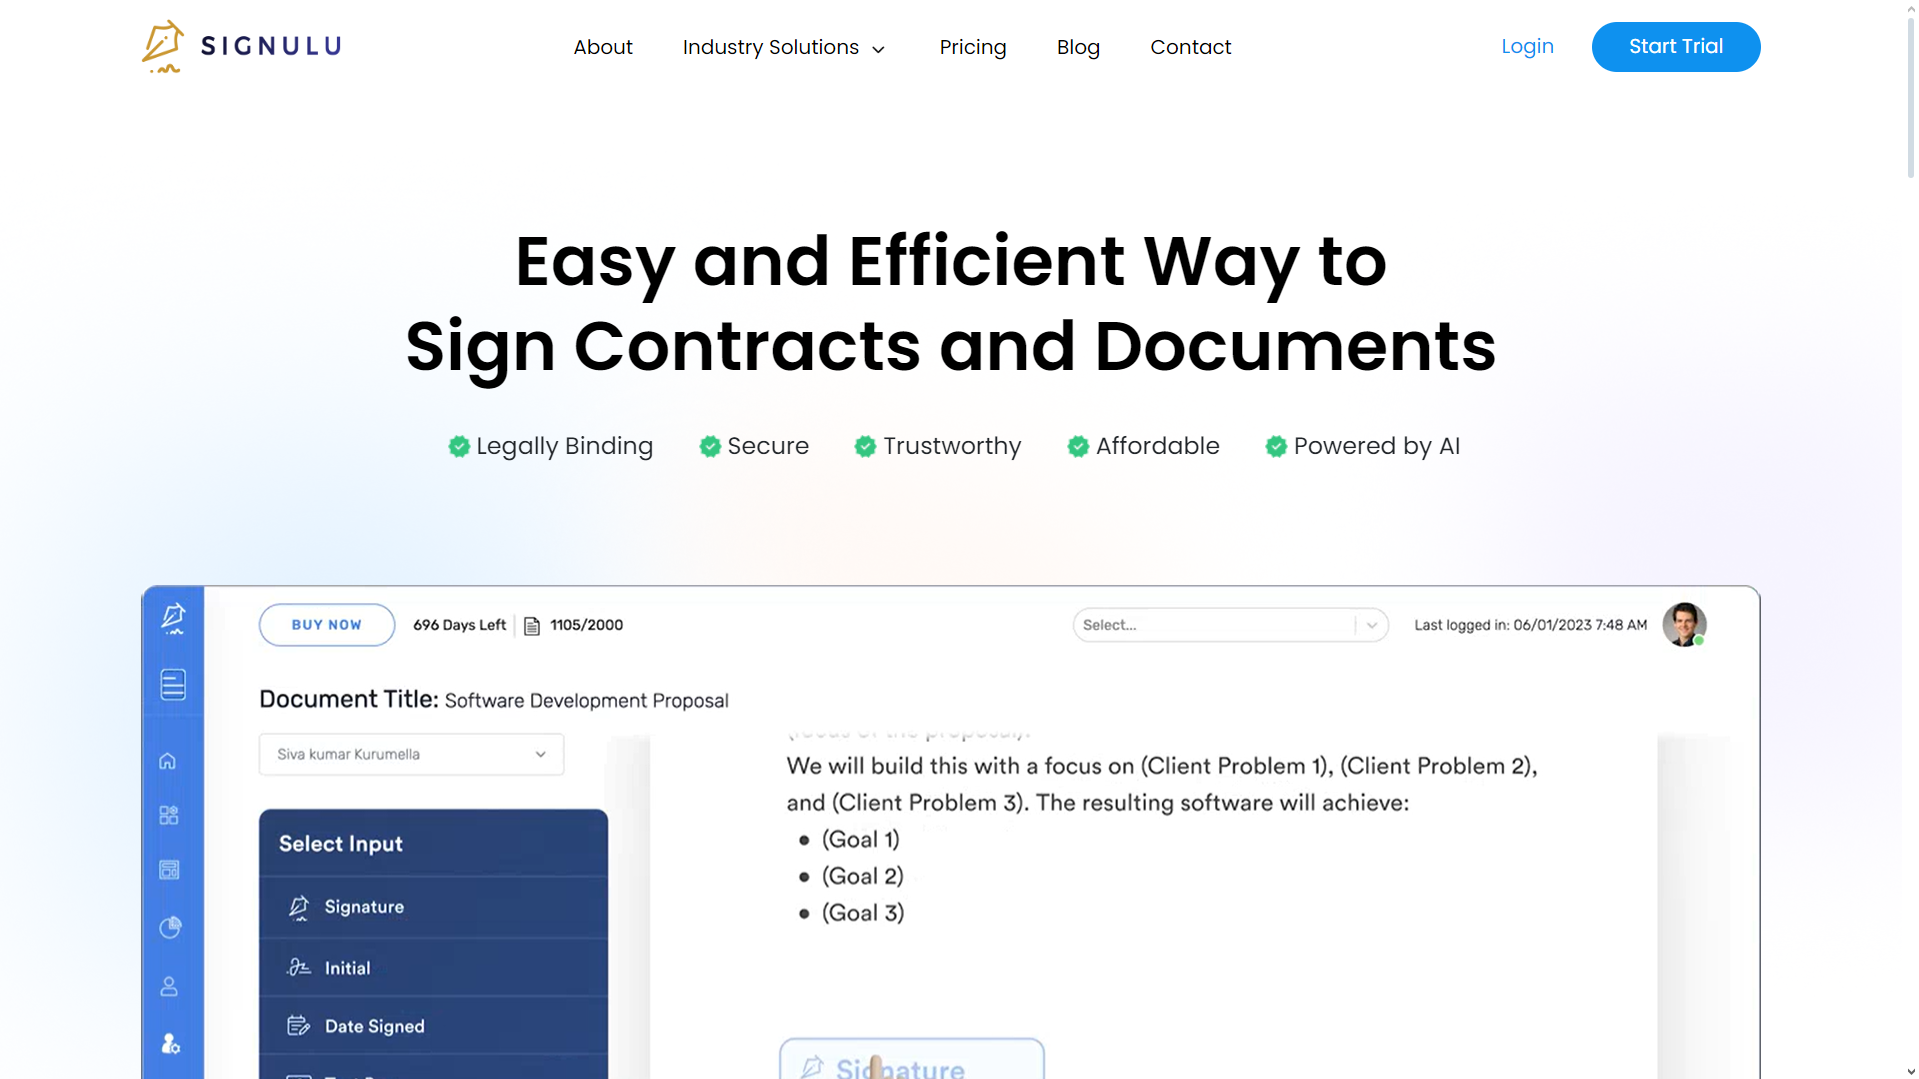 SIGNULU
About
Industry Solutions
Pricing
Blog
Contact
Login
Start Trial
Easy and Efficient Way to
Sign Contracts and Documents
Legally Binding
Secure
Trustworthy
Affordable
Powered by AI
BUY NOW
696 Days Left
1105/2000
Select...
Last logged in: 06/01/2023 7:48 AM
Document Title: Software Development Proposal
Siva kumar Kurumella
Select Input
Signature
Initial
Date Signed
(focus of the proposal).
We will build this with a focus on (Client Problem 1), (Client Problem 2),
and (Client Problem 3). The resulting software will achieve:
• (Goal 1)
• (Goal 2)
• (Goal 3)
Signature